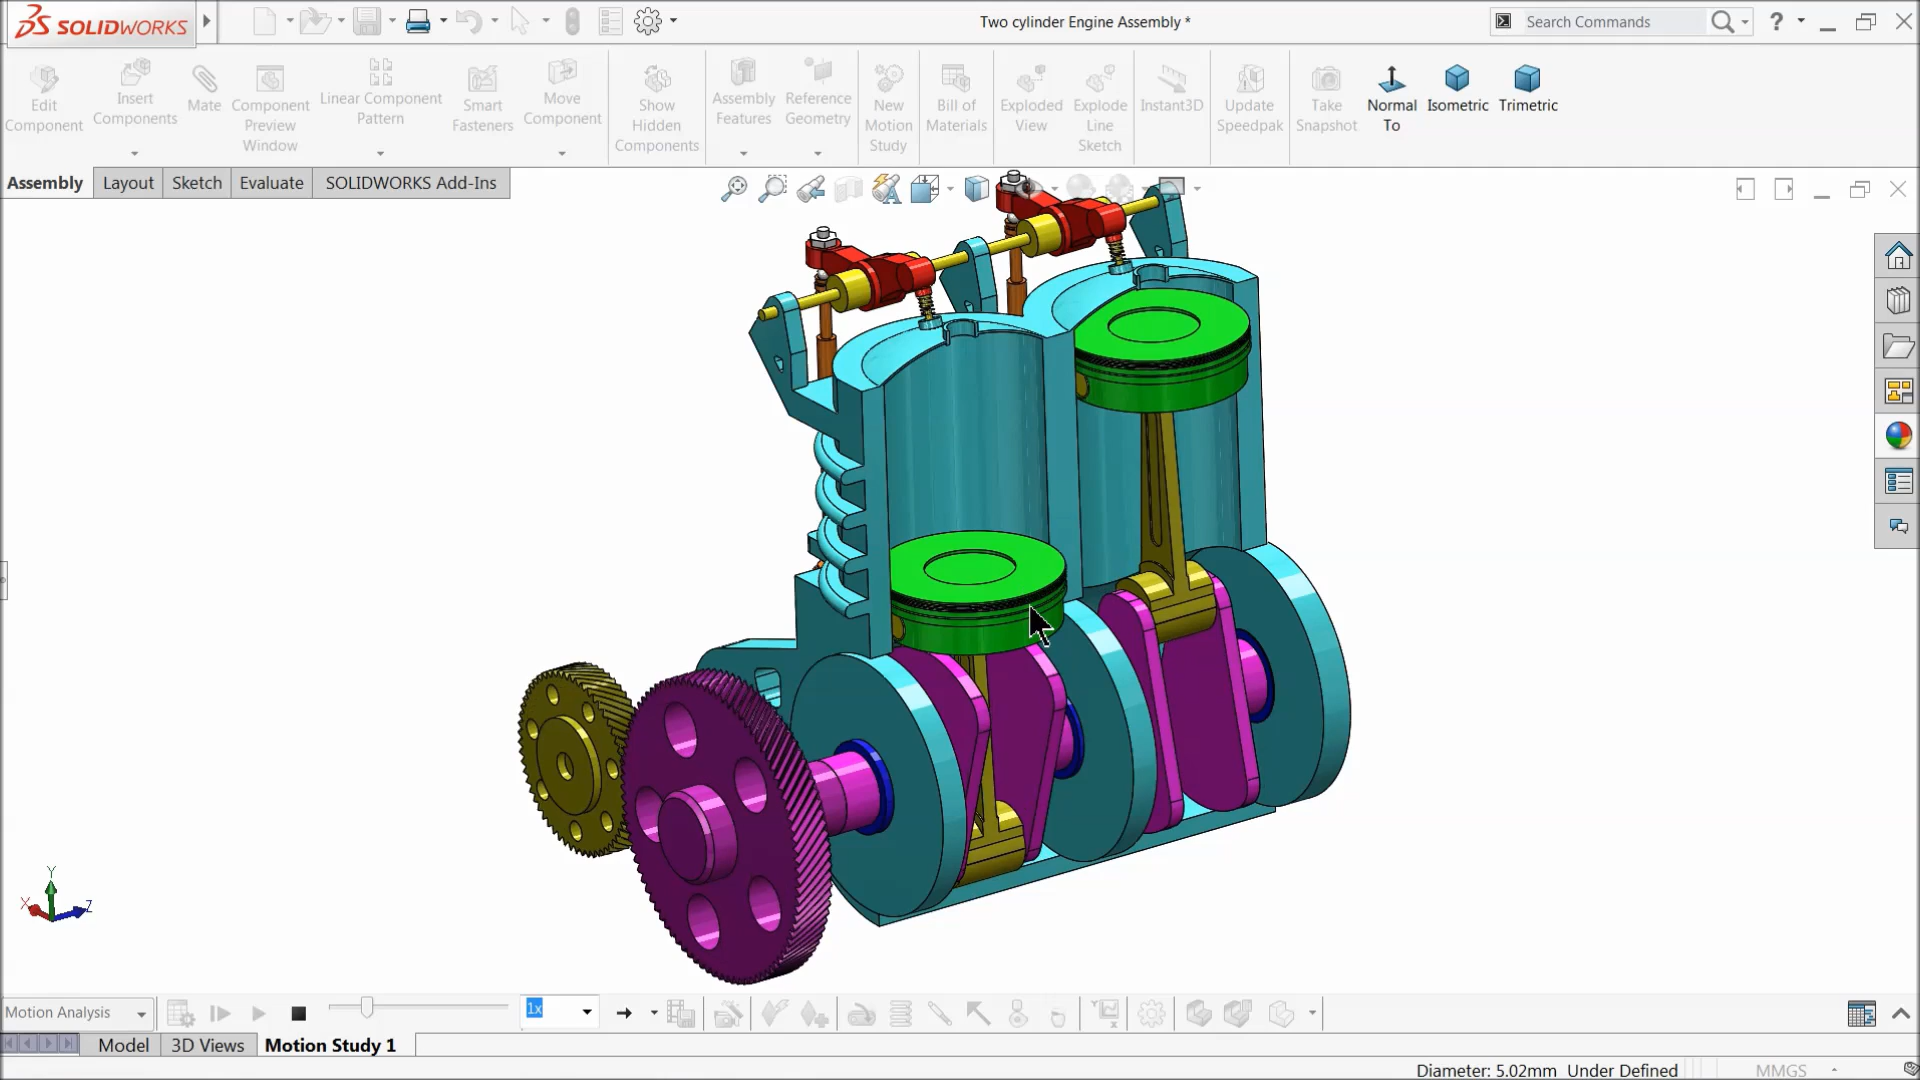 SOLIDWORKS
Two cylinder Engine Assembly *
Search Commands
?
Edit
Component
Insert
Components
Mate
Component
Preview
Window
Linear Component
Pattern
Smart
Fasteners
Move
Component
Show
Hidden
Components
Assembly
Features
Reference
Geometry
New
Motion
Study
Bill of
Materials
Exploded
View
Explode
Line
Sketch
Instant3D
Update
Speedpak
Take
Snapshot
Normal
To
Isometric
Trimetric
Assembly
Layout
Sketch
Evaluate
SOLIDWORKS Add-Ins
Y
X
Z
Motion Analysis
1x
Model
3D Views
Motion Study 1
Diameter: 5.02mm Under Defined
MMGS